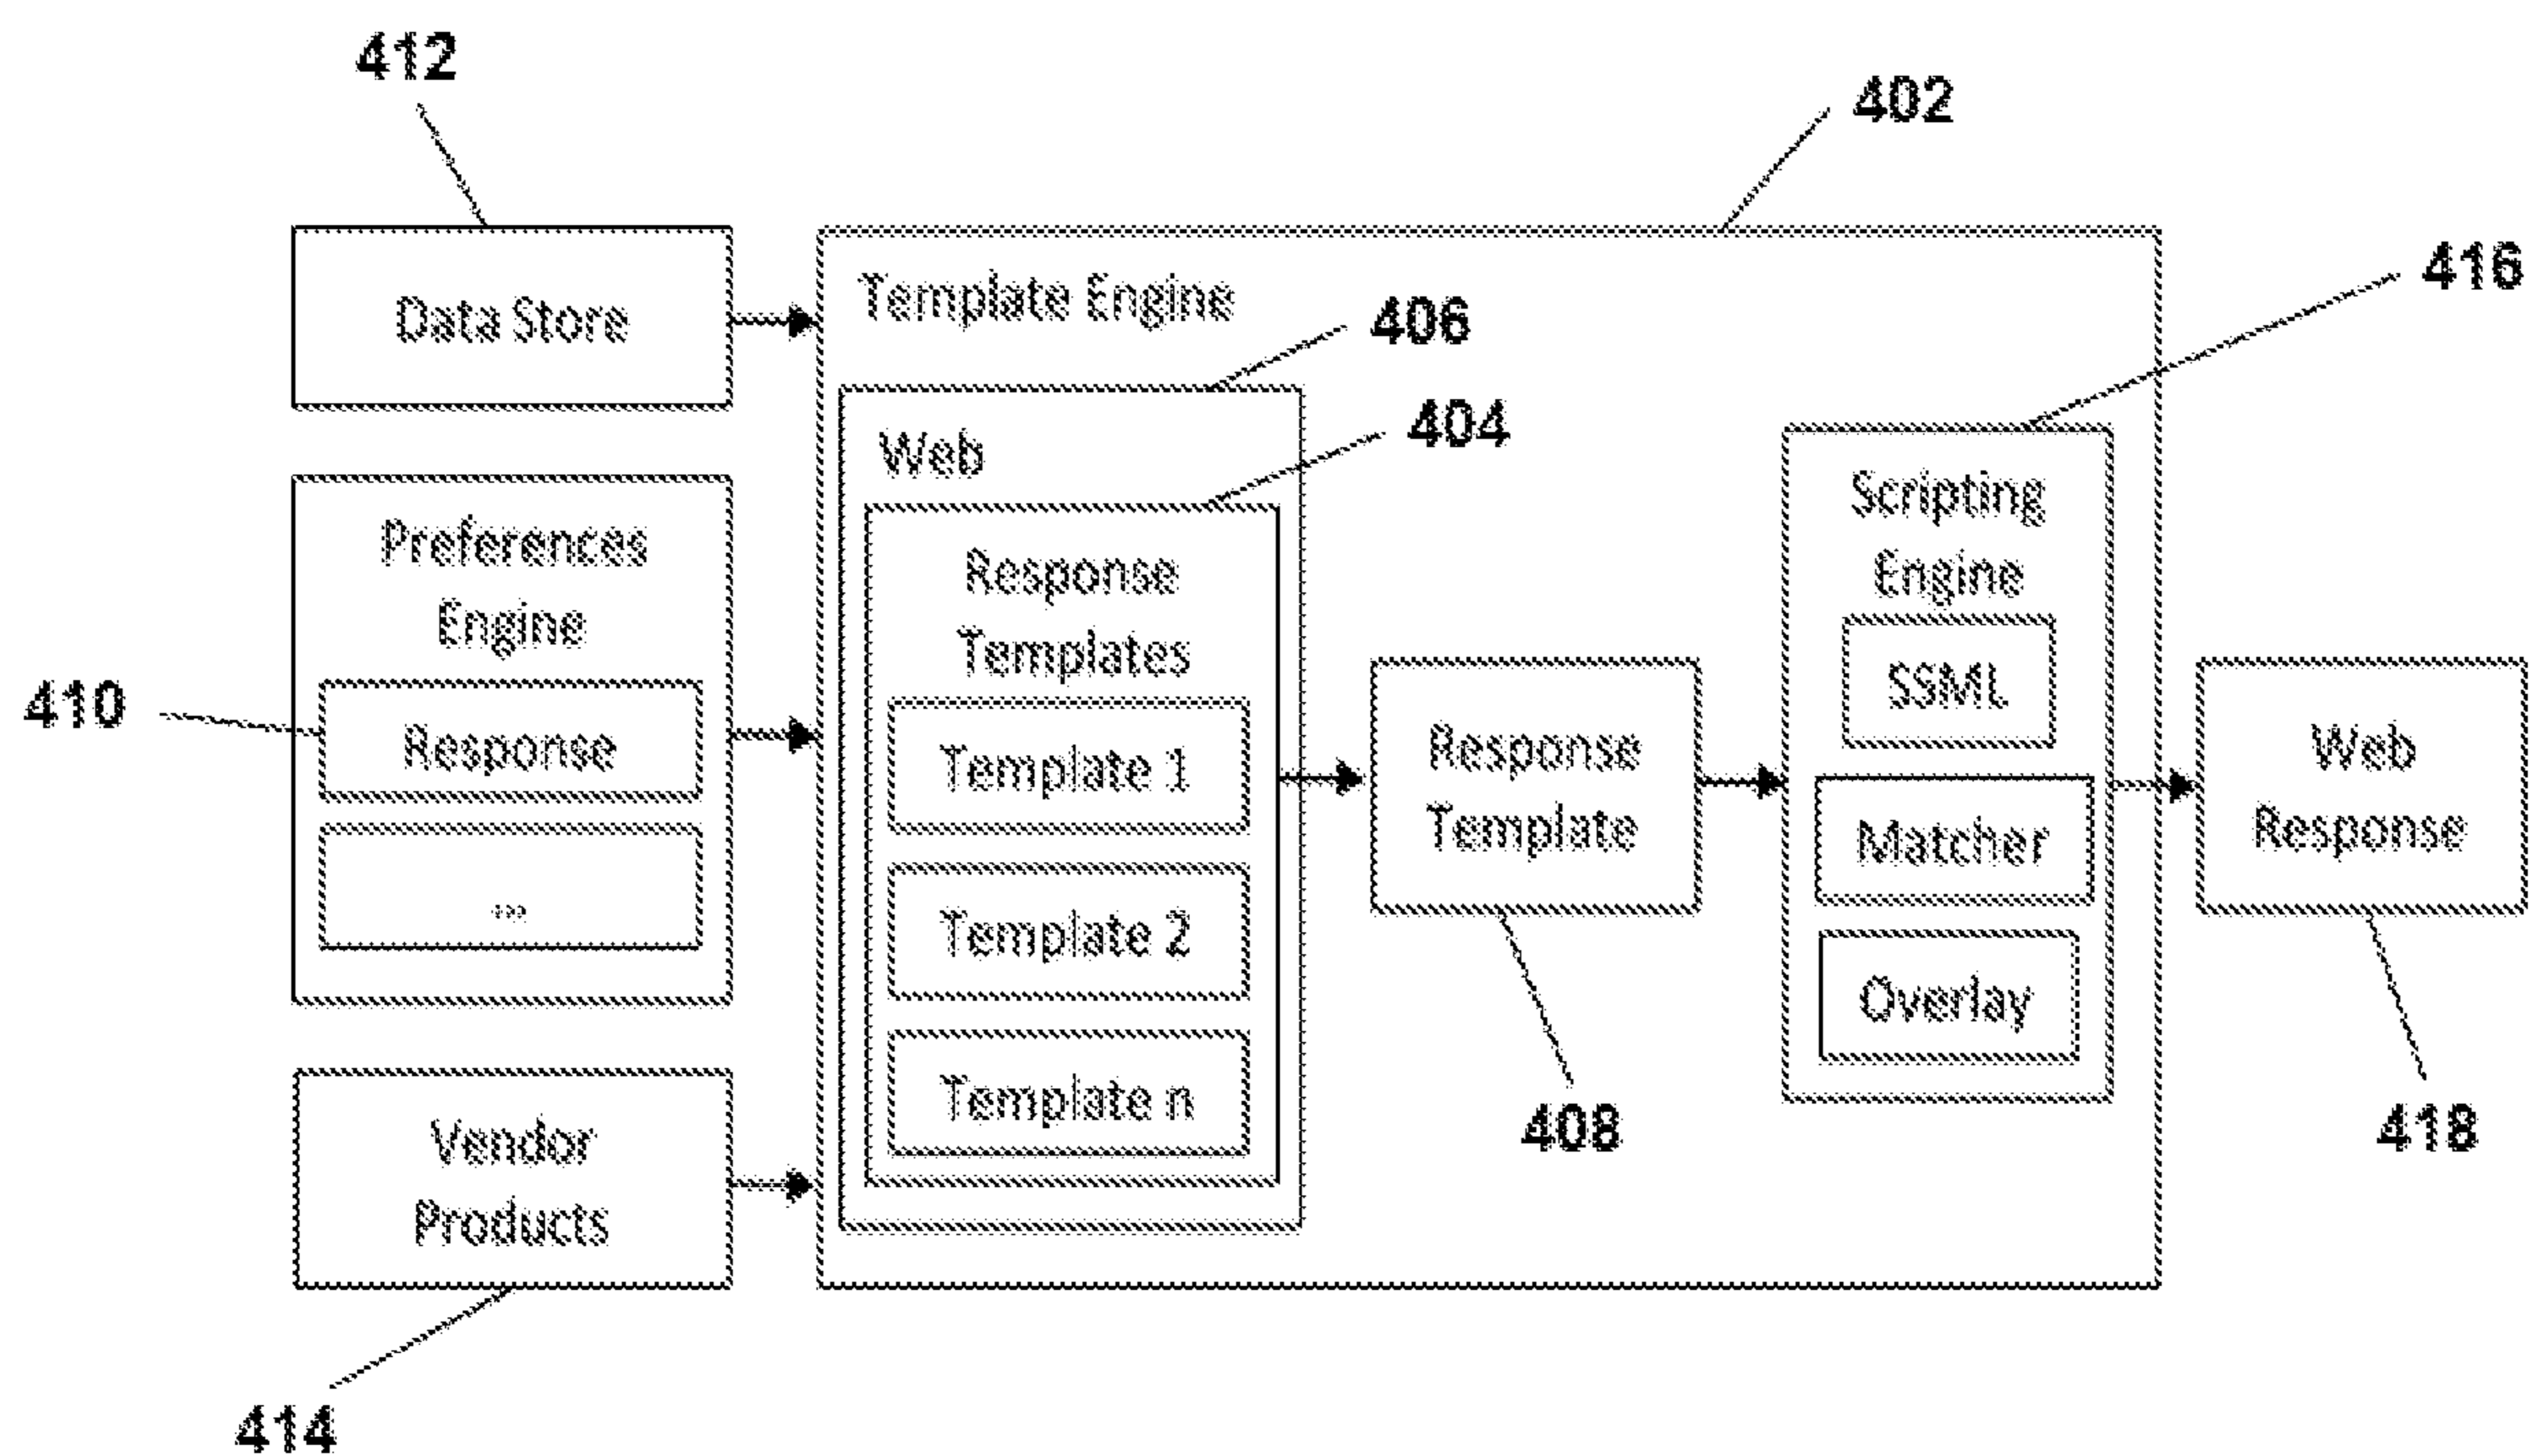 412
402
416
Data Store
Template Engine
406
Web
404
Preferences
Engine
410
Response
...
Response
Templates
Template 1
Template 2
Template n
Response
Template
408
Scripting
Engine
SSML
Matcher
Overlay
Web
Response
418
Vendor
Products
414